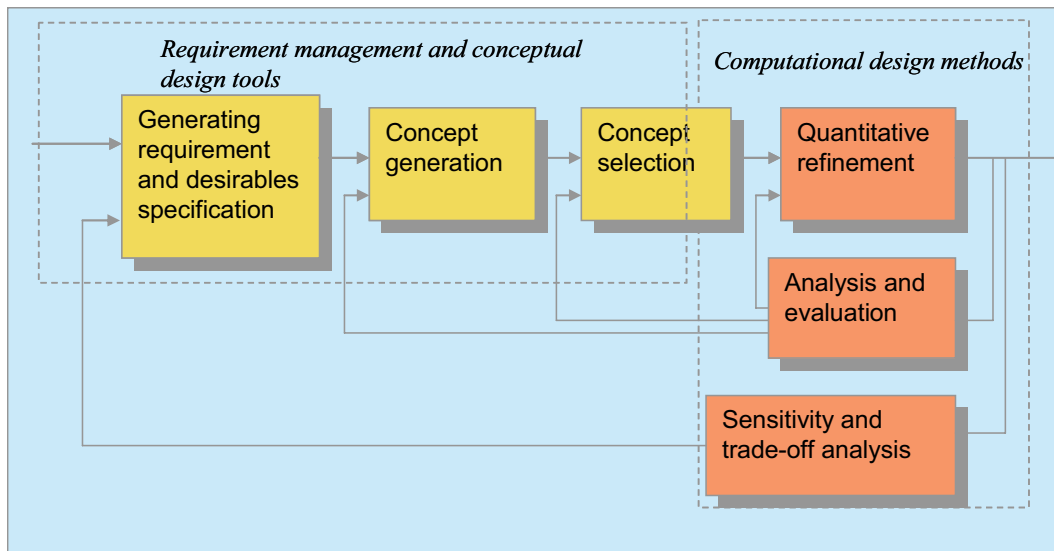 Requirement management and conceptual
design tools
Computational design methods
Generating
requirement
and desirables
specification
Concept
generation
Concept
selection
Quantitative
refinement
Analysis and
evaluation
Sensitivity and
trade-off analysis